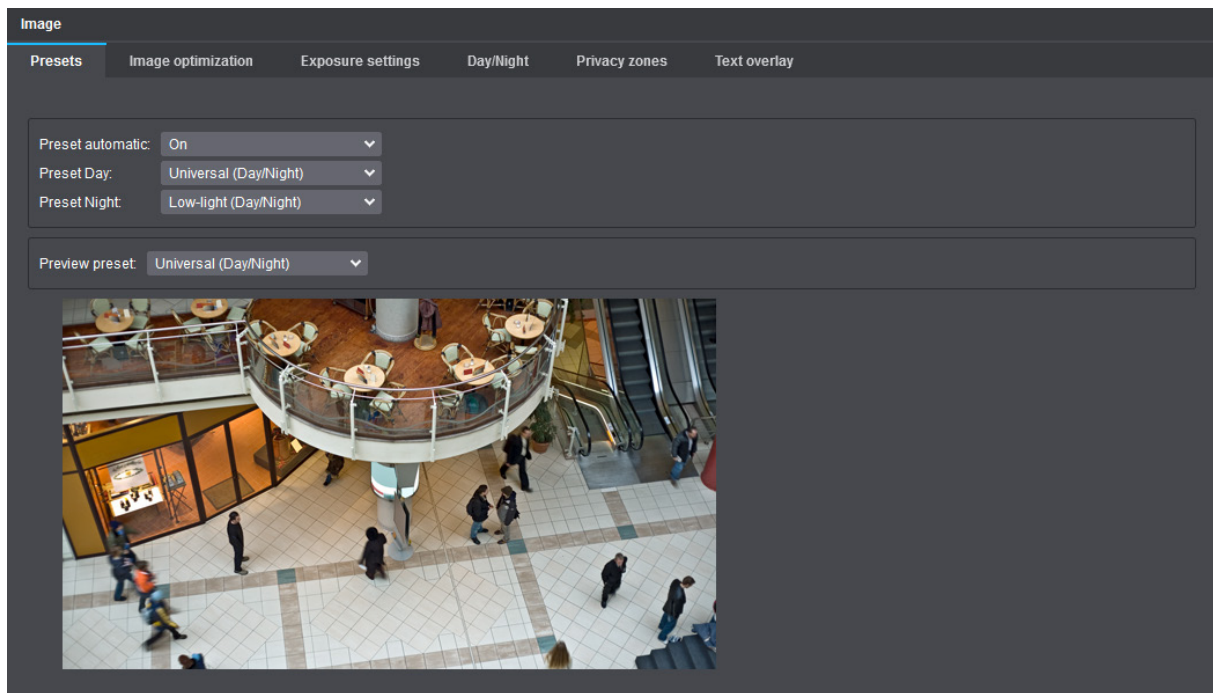 Image
Presets Image optimization Exposure settings Day/Night Privacy zones Text overlay
Preset automatic: On
Preset Day: Universal (Day/Night)
Preset Night: Low-light (Day/Night)
Preview preset: Universal (Day/Night)